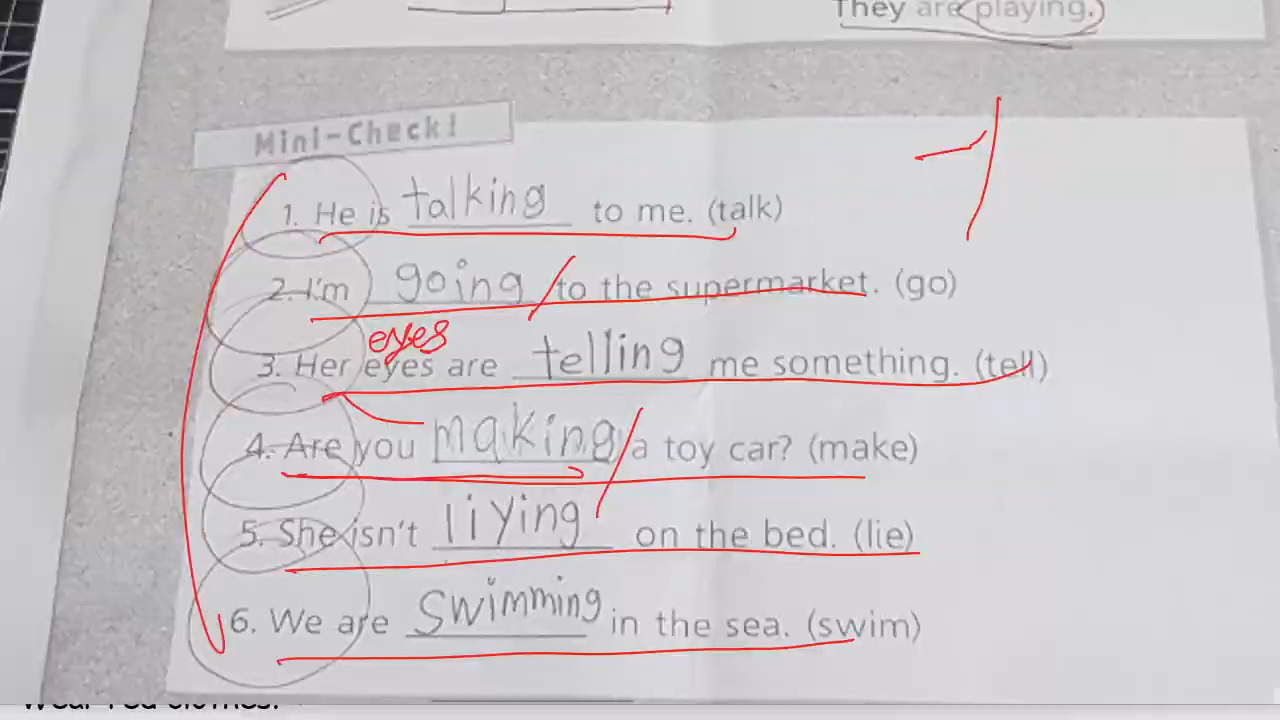 They are playing.
Mini-Check!
1. He is talking to me. (talk)
2. I'm going to the supermarket. (go)
eyes
3. Her eyes are telling me something. (tell)
4. Are you making a toy car? (make)
5. She isn't liying on the bed. (lie)
6. We are swimming in the sea. (swim)